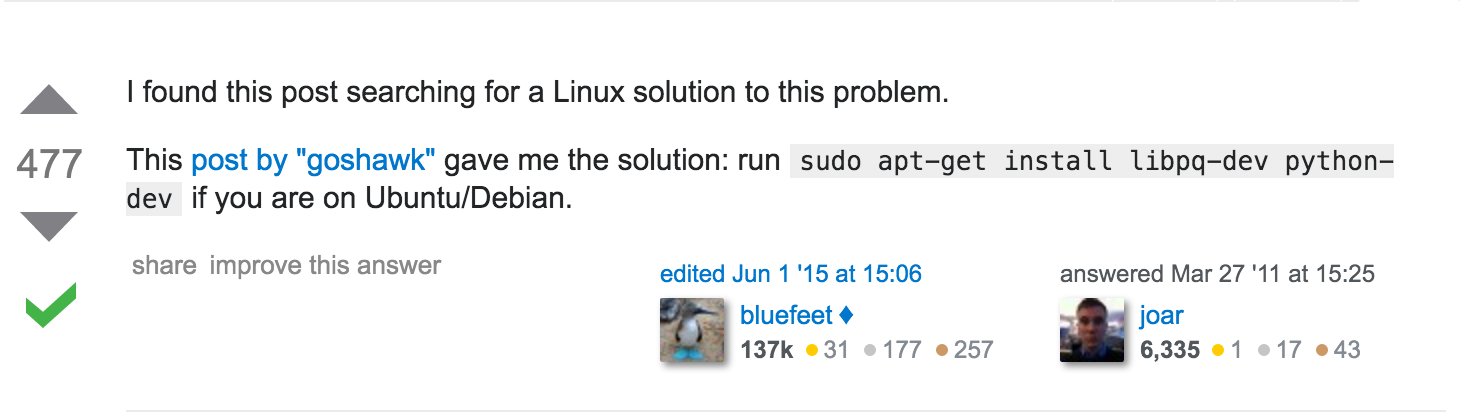 I found this post searching for a Linux solution to this problem.
477
This post by "goshawk" gave me the solution: run sudo apt-get install libpq-dev python-
dev if you are on Ubuntu/Debian.
share improve this answer
edited Jun 1 '15 at 15:06
bluefeet ♦
137k 31 177 257
answered Mar 27 '11 at 15:25
joar
6,335 1 17 43